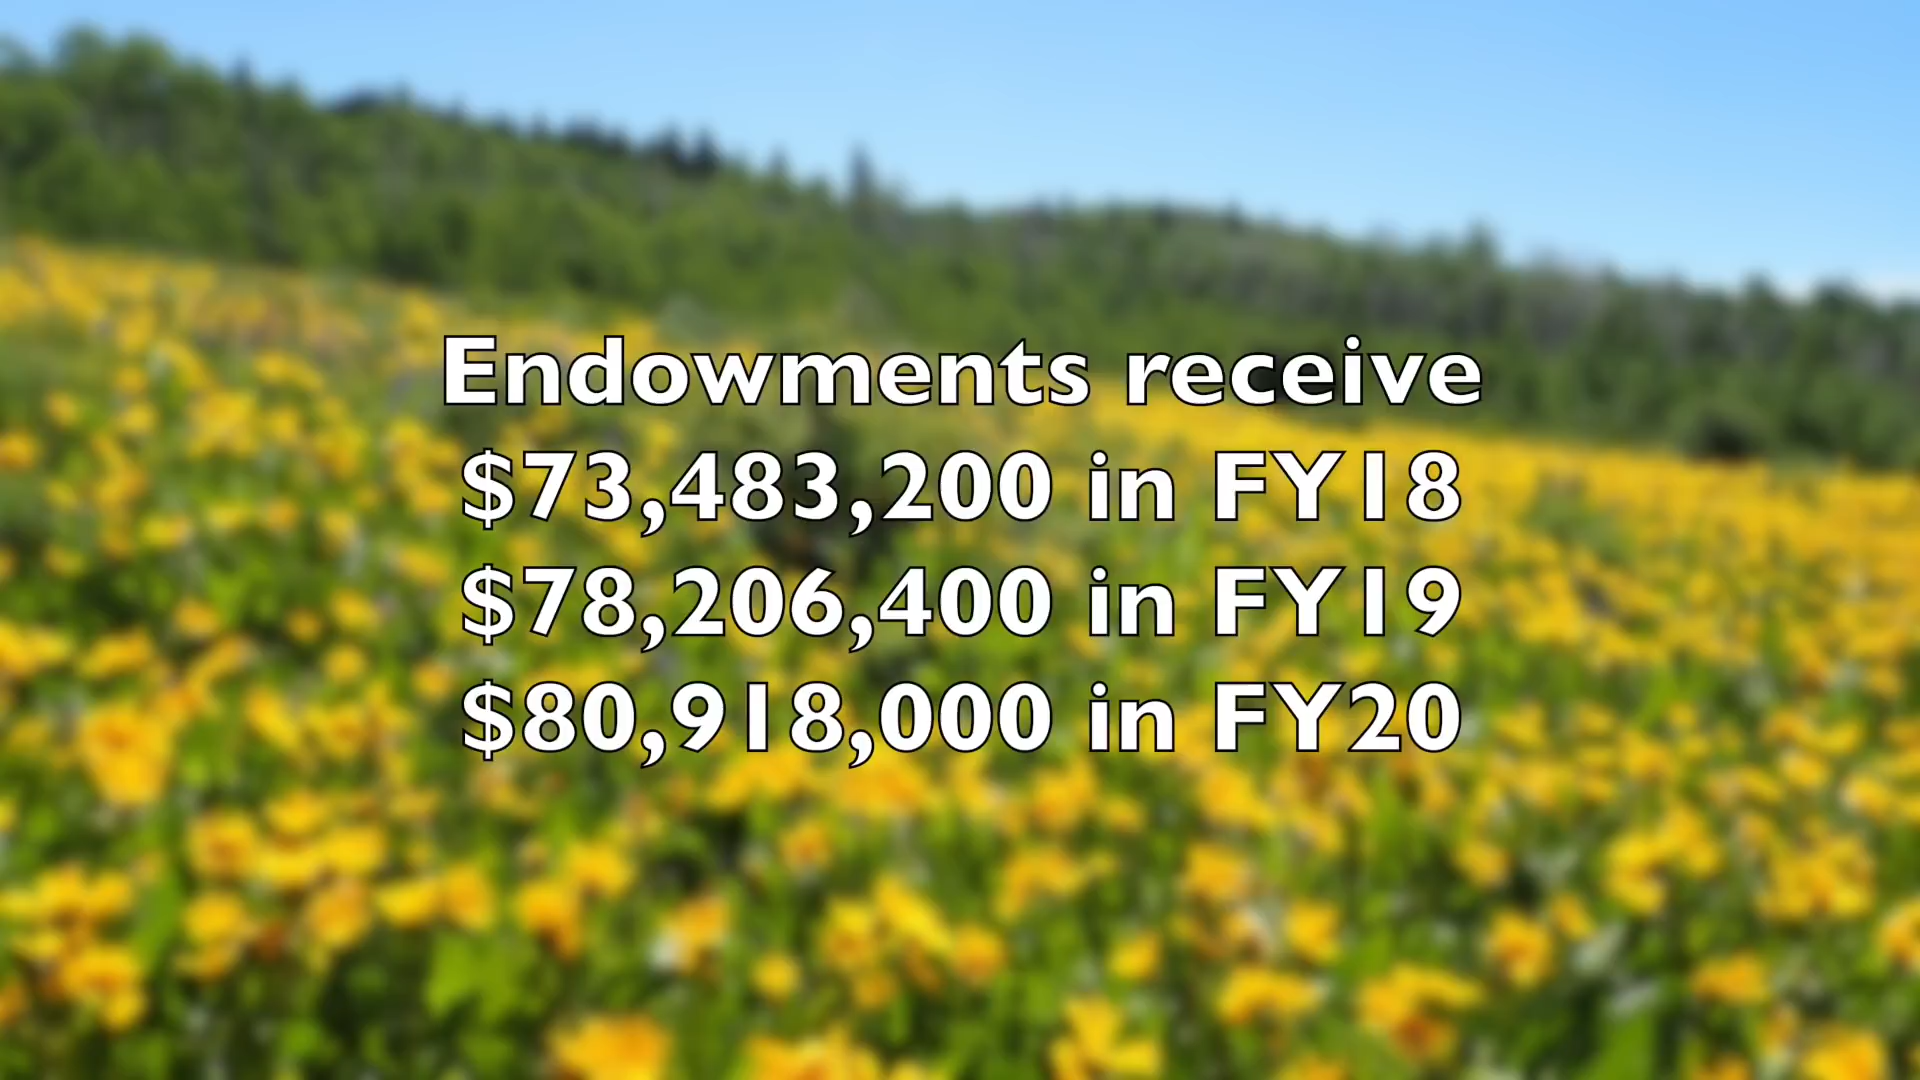 Endowments receive
$73,483,200 in FY18
$78,206,400 in FY19
$80,918,000 in FY20